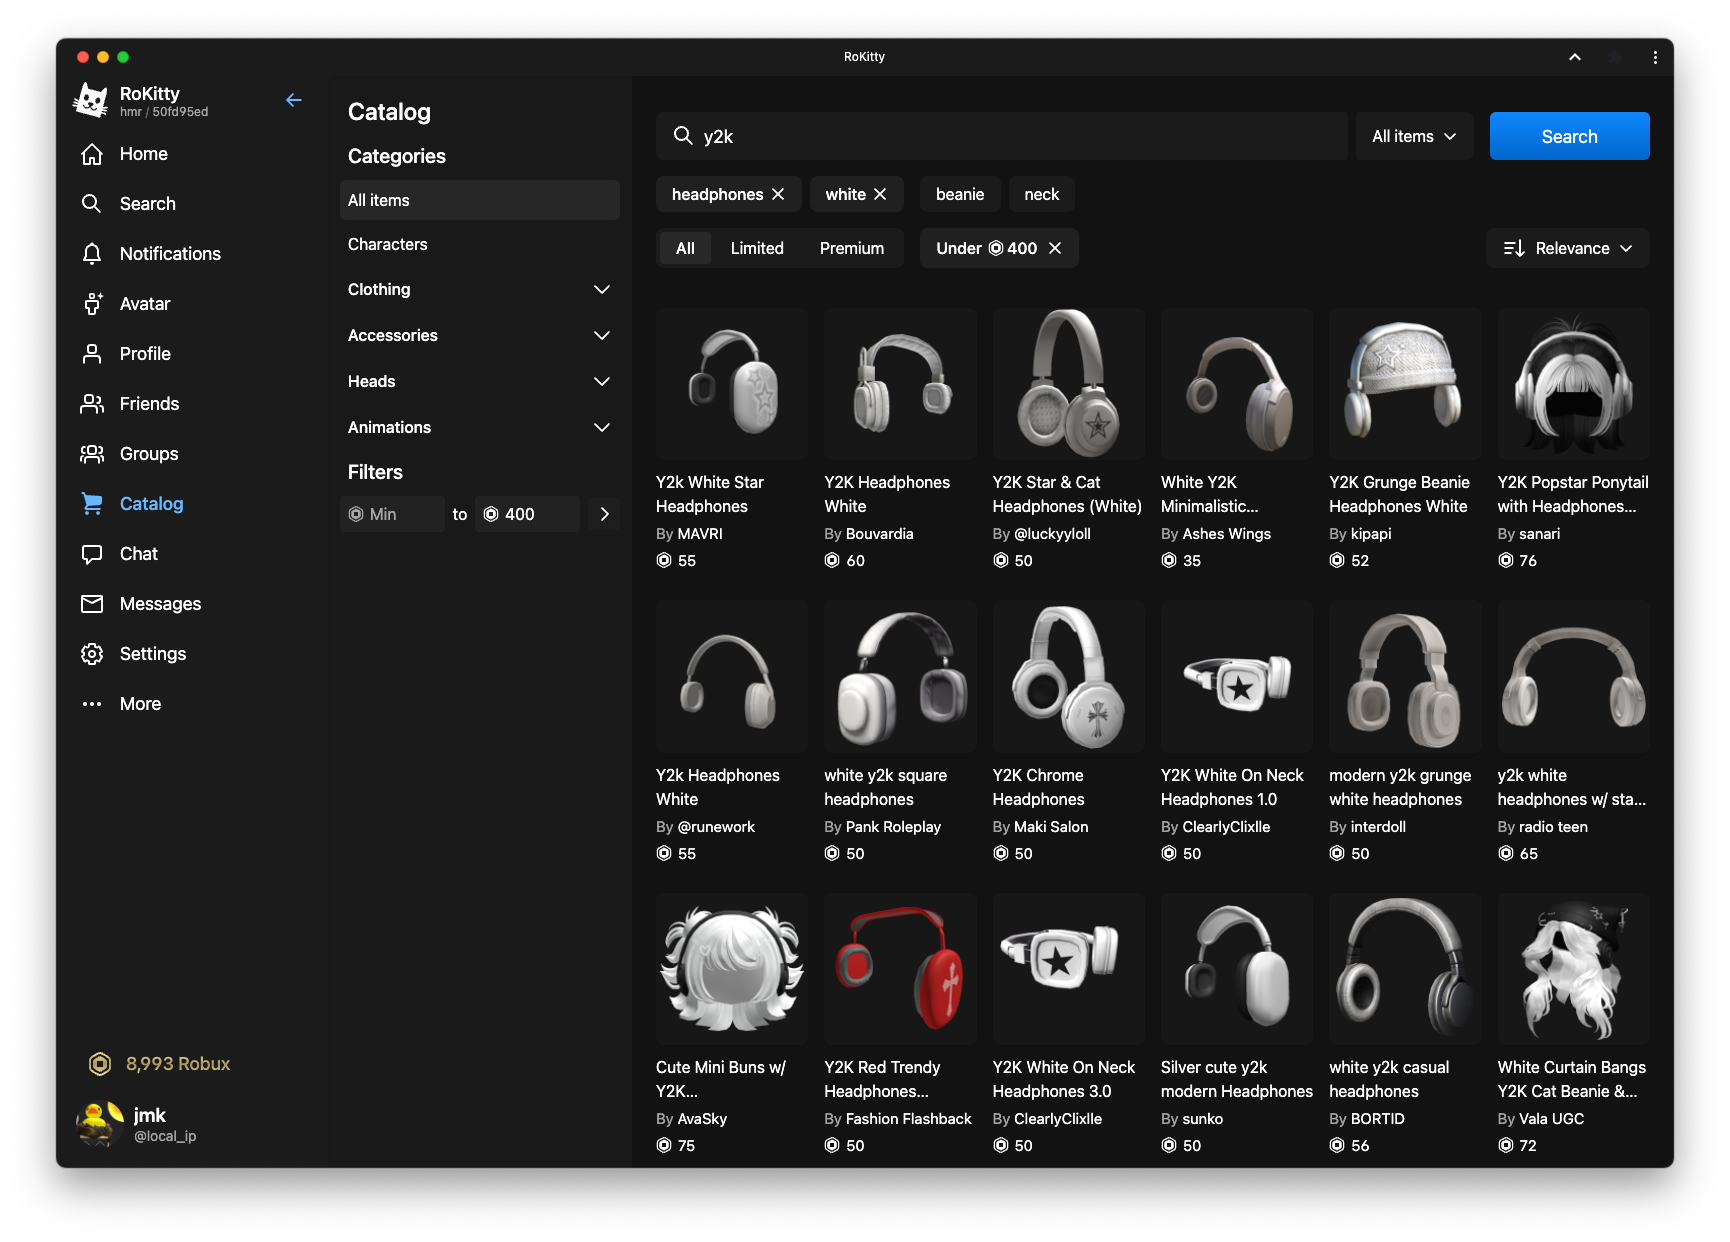 RoKitty
RoKitty
hmr / 50fd95ed
Home
Search
Notifications
Avatar
Profile
Friends
Groups
Catalog
Chat
Messages
Settings
More
8,993 Robux
jmk
@local_ip
Catalog
Categories
All items
Characters
Clothing
Accessories
Heads
Animations
Filters
Min to 400
y2k
All items
Search
headphones
white
beanie
neck
All
Limited
Premium
Under 400
Relevance
Y2k White Star
Headphones
By MAVRI
55
Y2K Headphones
White
By Bouvardia
60
Y2K Star & Cat
Headphones (White)
By @luckyyloll
50
White Y2K
Minimalistic...
By Ashes Wings
35
Y2K Grunge Beanie
Headphones White
By kipapi
52
Y2K Popstar Ponytail
with Headphones...
By sanari
76
Y2k Headphones
White
By @runework
55
white y2k square
headphones
By Pank Roleplay
50
Y2K Chrome
Headphones
By Maki Salon
50
Y2K White On Neck
Headphones 1.0
By ClearlyClixlle
50
modern y2k grunge
white headphones
By interdoll
50
y2k white
headphones w/ sta...
By radio teen
65
Cute Mini Buns w/
Y2K...
By AvaSky
75
Y2K Red Trendy
Headphones...
By Fashion Flashback
50
Y2K White On Neck
Headphones 3.0
By ClearlyClixlle
50
Silver cute y2k
modern Headphones
By sunko
50
white y2k casual
headphones
By BORTID
56
White Curtain Bangs
Y2K Cat Beanie &...
By Vala UGC
72